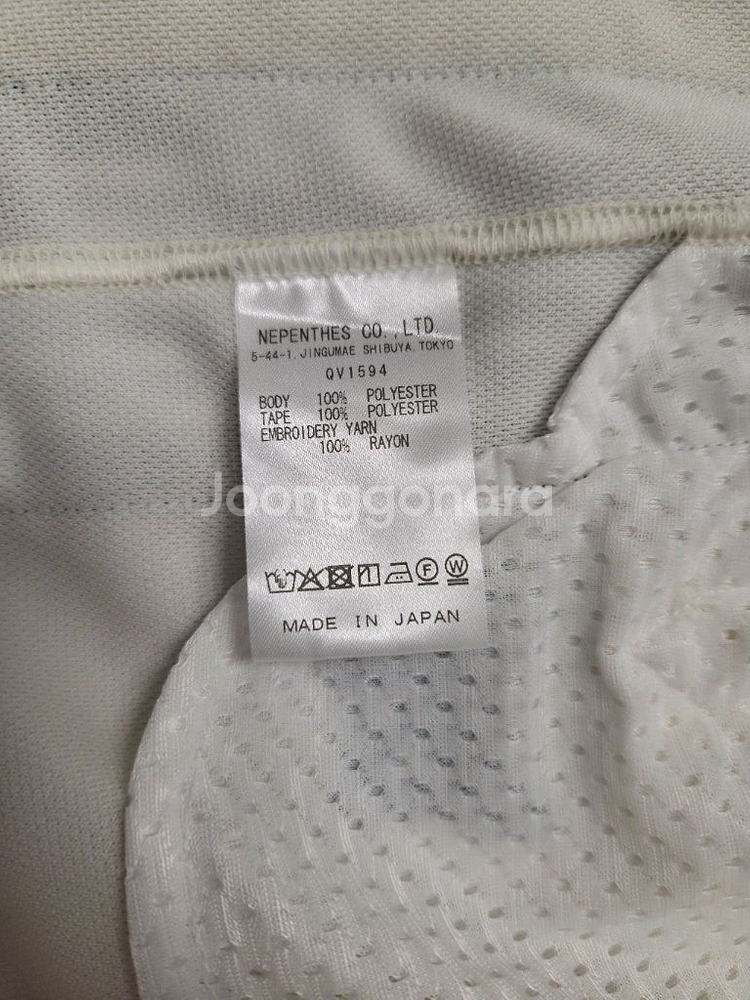 NEPENTHES CO.,LTD.
5-44-1, JINGUMAE SHIBUYA, TOKYO
QV1594
BODY 100% POLYESTER
TAPE 100% POLYESTER
EMBROIDERY YARN
100% RAYON
Joonggonara
F W
MADE IN JAPAN